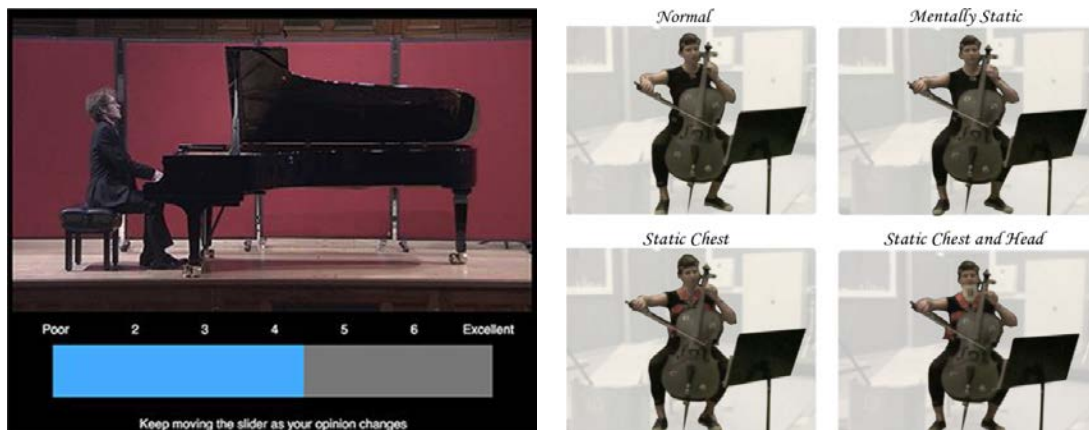 Poor 2 3 4 5 6 Excellent
Keep moving the slider as your opinion changes
Normal
Mentally Static
Static Chest
Static Chest and Head